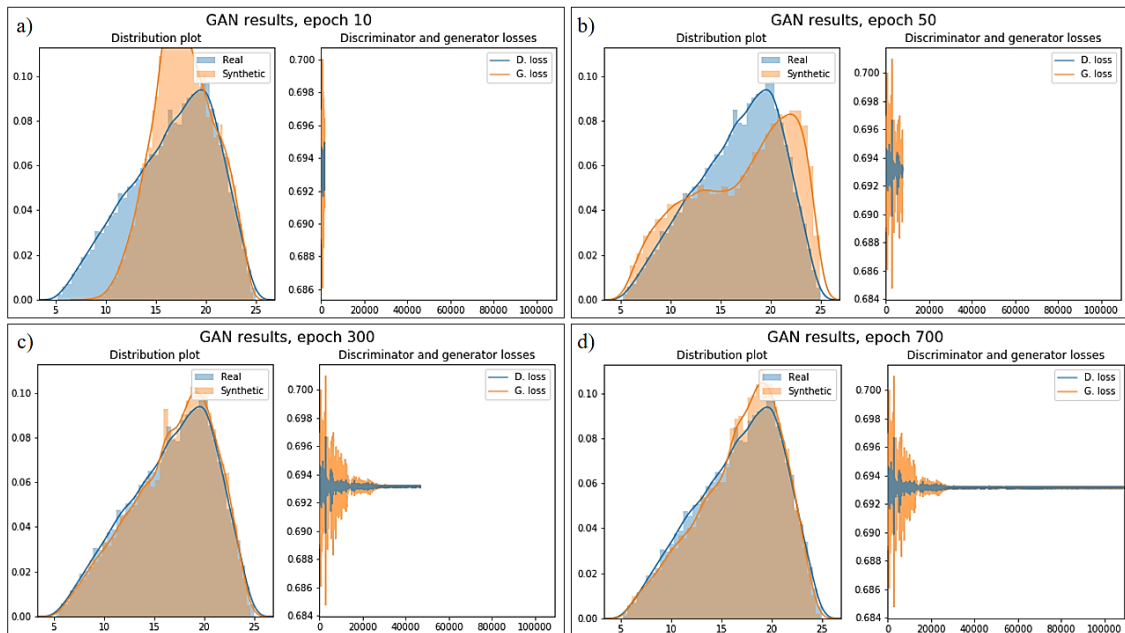 a)
GAN results, epoch 10
Distribution plot
Real
Synthetic
0.10
0.08
0.06
0.04
0.02
0.00
5 10 15 20 25
Discriminator and generator losses
D. loss
G. loss
0.700
0.698
0.696
0.694
0.692
0.690
0.688
0.686
0 20000 40000 60000 80000 100000
b)
GAN results, epoch 50
Distribution plot
Real
Synthetic
0.10
0.08
0.06
0.04
0.02
0.00
5 10 15 20 25
Discriminator and generator losses
D. loss
G. loss
0.700
0.698
0.696
0.694
0.692
0.690
0.688
0.686
0.684
0 20000 40000 60000 80000 100000
c)
GAN results, epoch 300
Distribution plot
Real
Synthetic
0.10
0.08
0.06
0.04
0.02
0.00
5 10 15 20 25
Discriminator and generator losses
D. loss
G. loss
0.700
0.698
0.696
0.694
0.692
0.690
0.688
0.686
0.684
0 20000 40000 60000 80000 100000
d)
GAN results, epoch 700
Distribution plot
Real
Synthetic
0.10
0.08
0.06
0.04
0.02
0.00
5 10 15 20 25
Discriminator and generator losses
D. loss
G. loss
0.700
0.698
0.696
0.694
0.692
0.690
0.688
0.686
0.684
0 20000 40000 60000 80000 100000